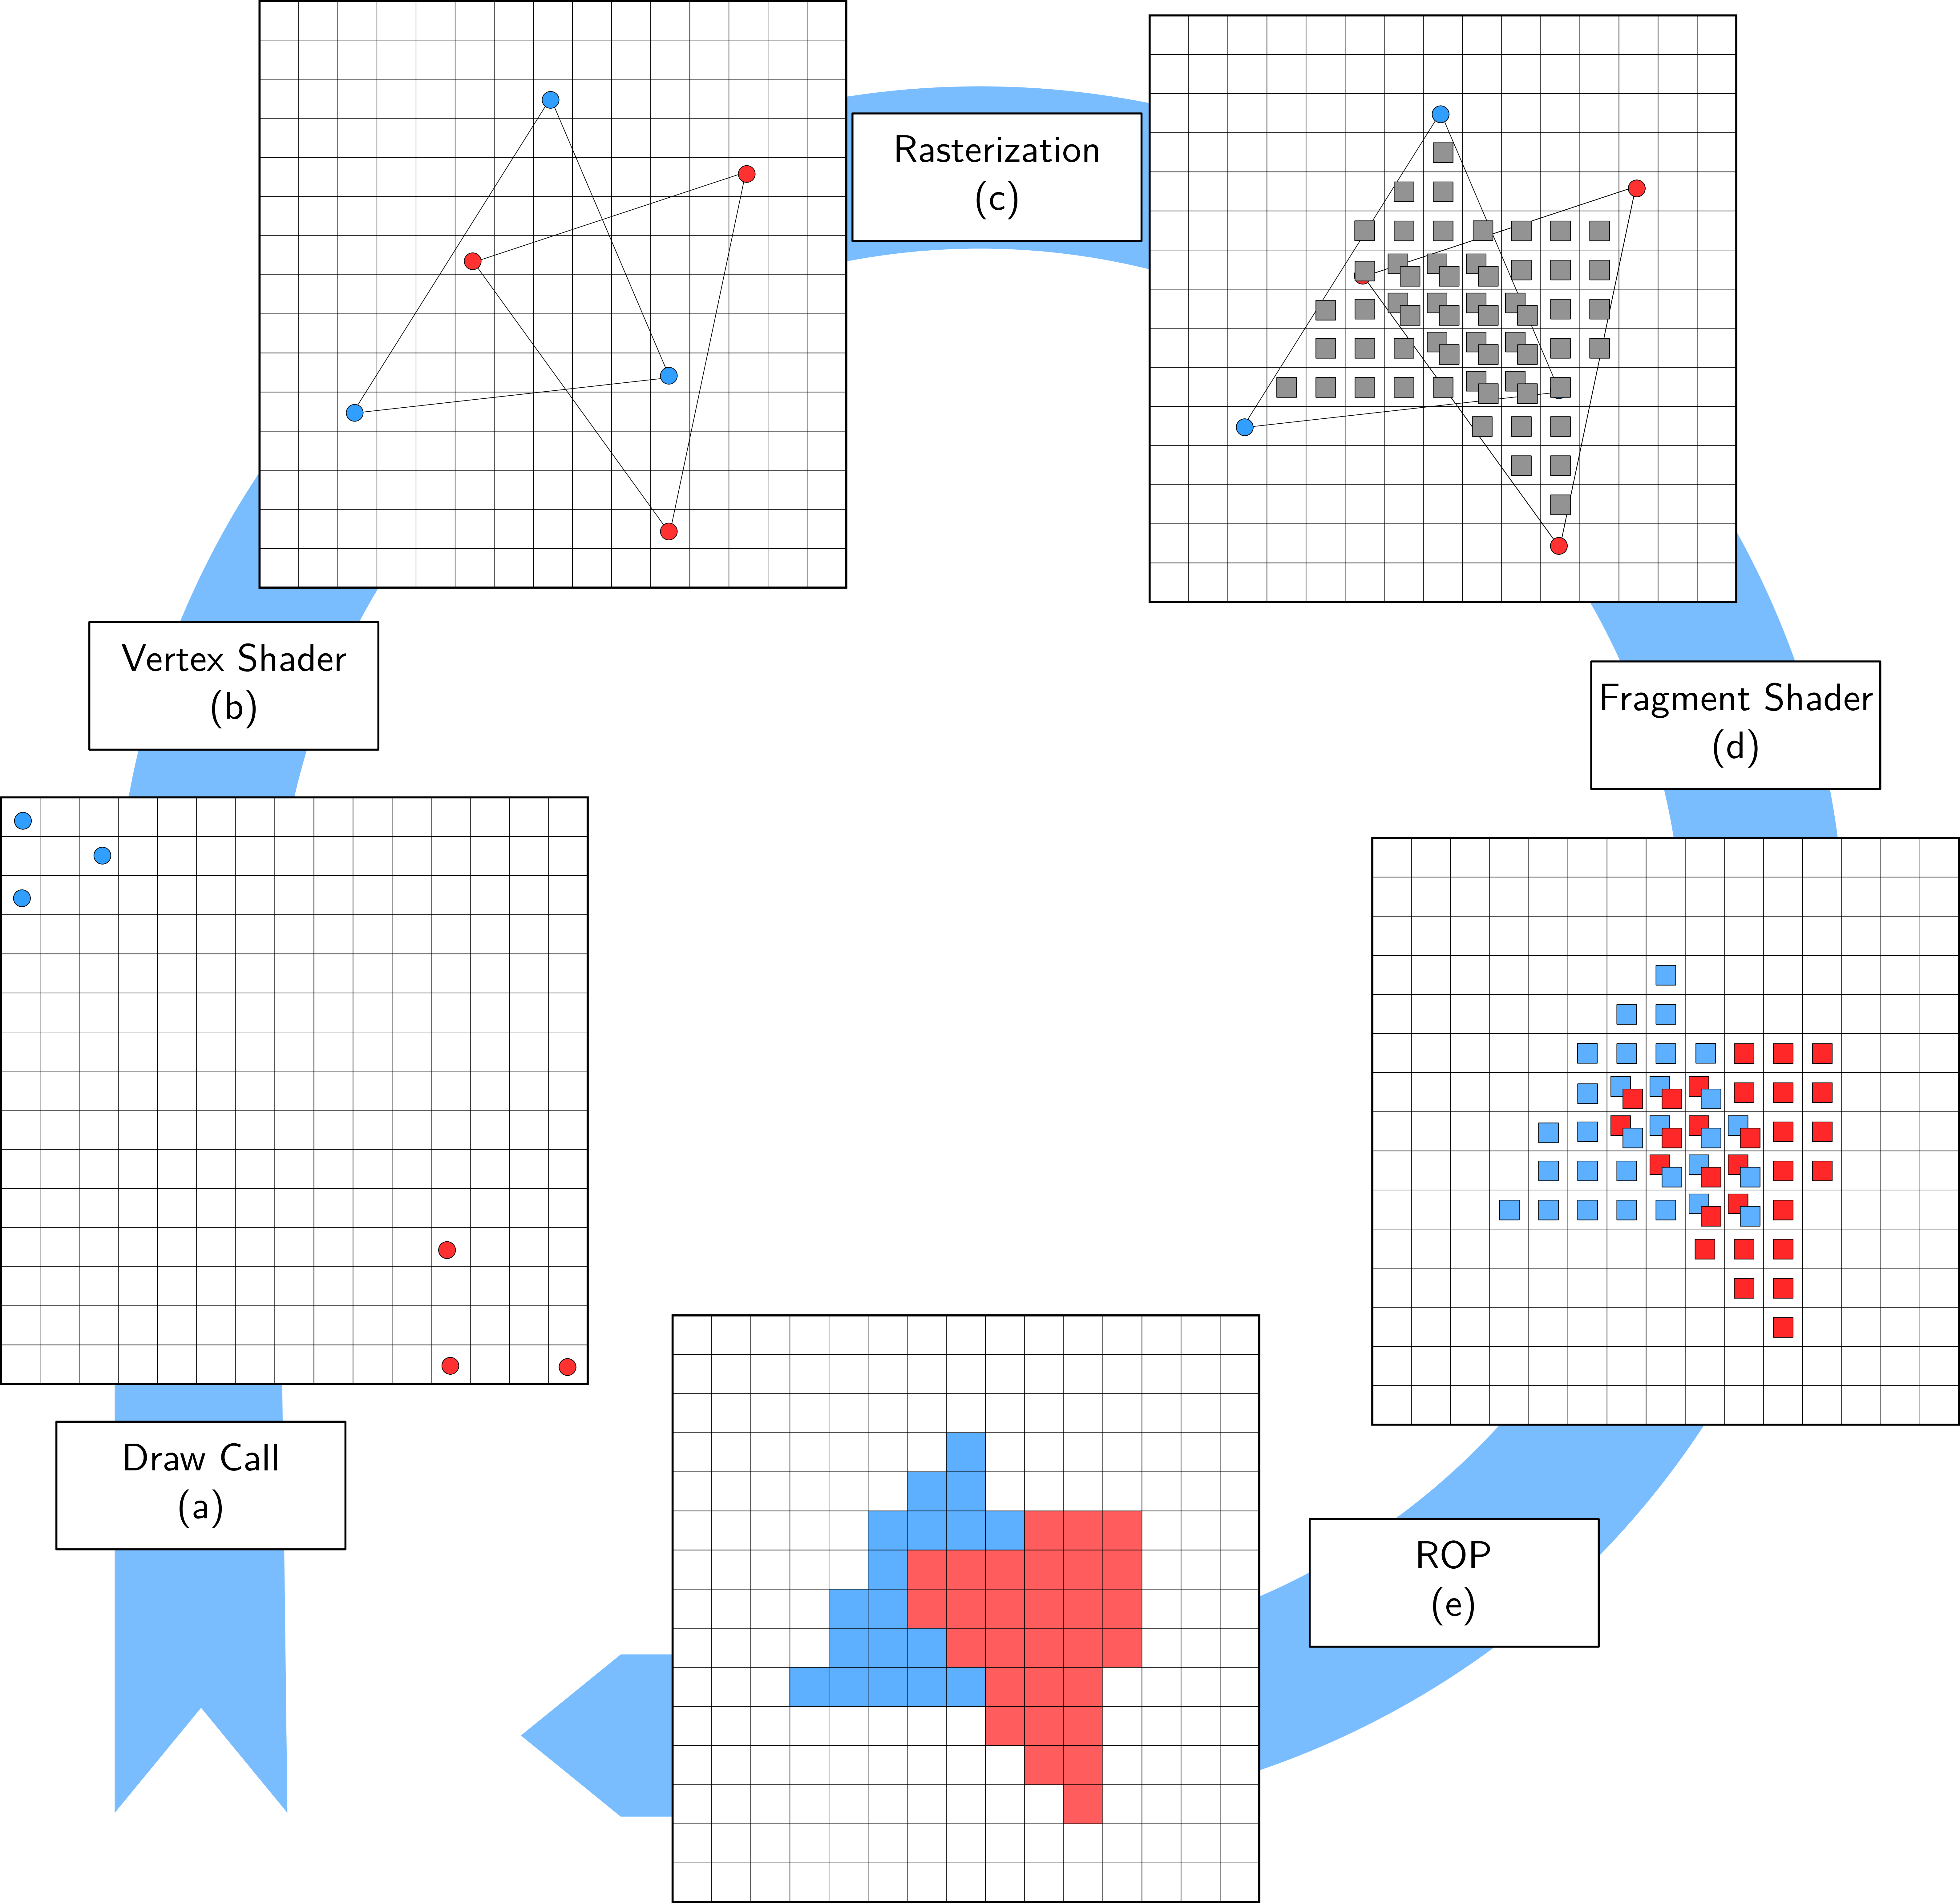 Rasterization
(c)
Vertex Shader
(b)
Fragment Shader
(d)
Draw Call
(a)
ROP
(e)